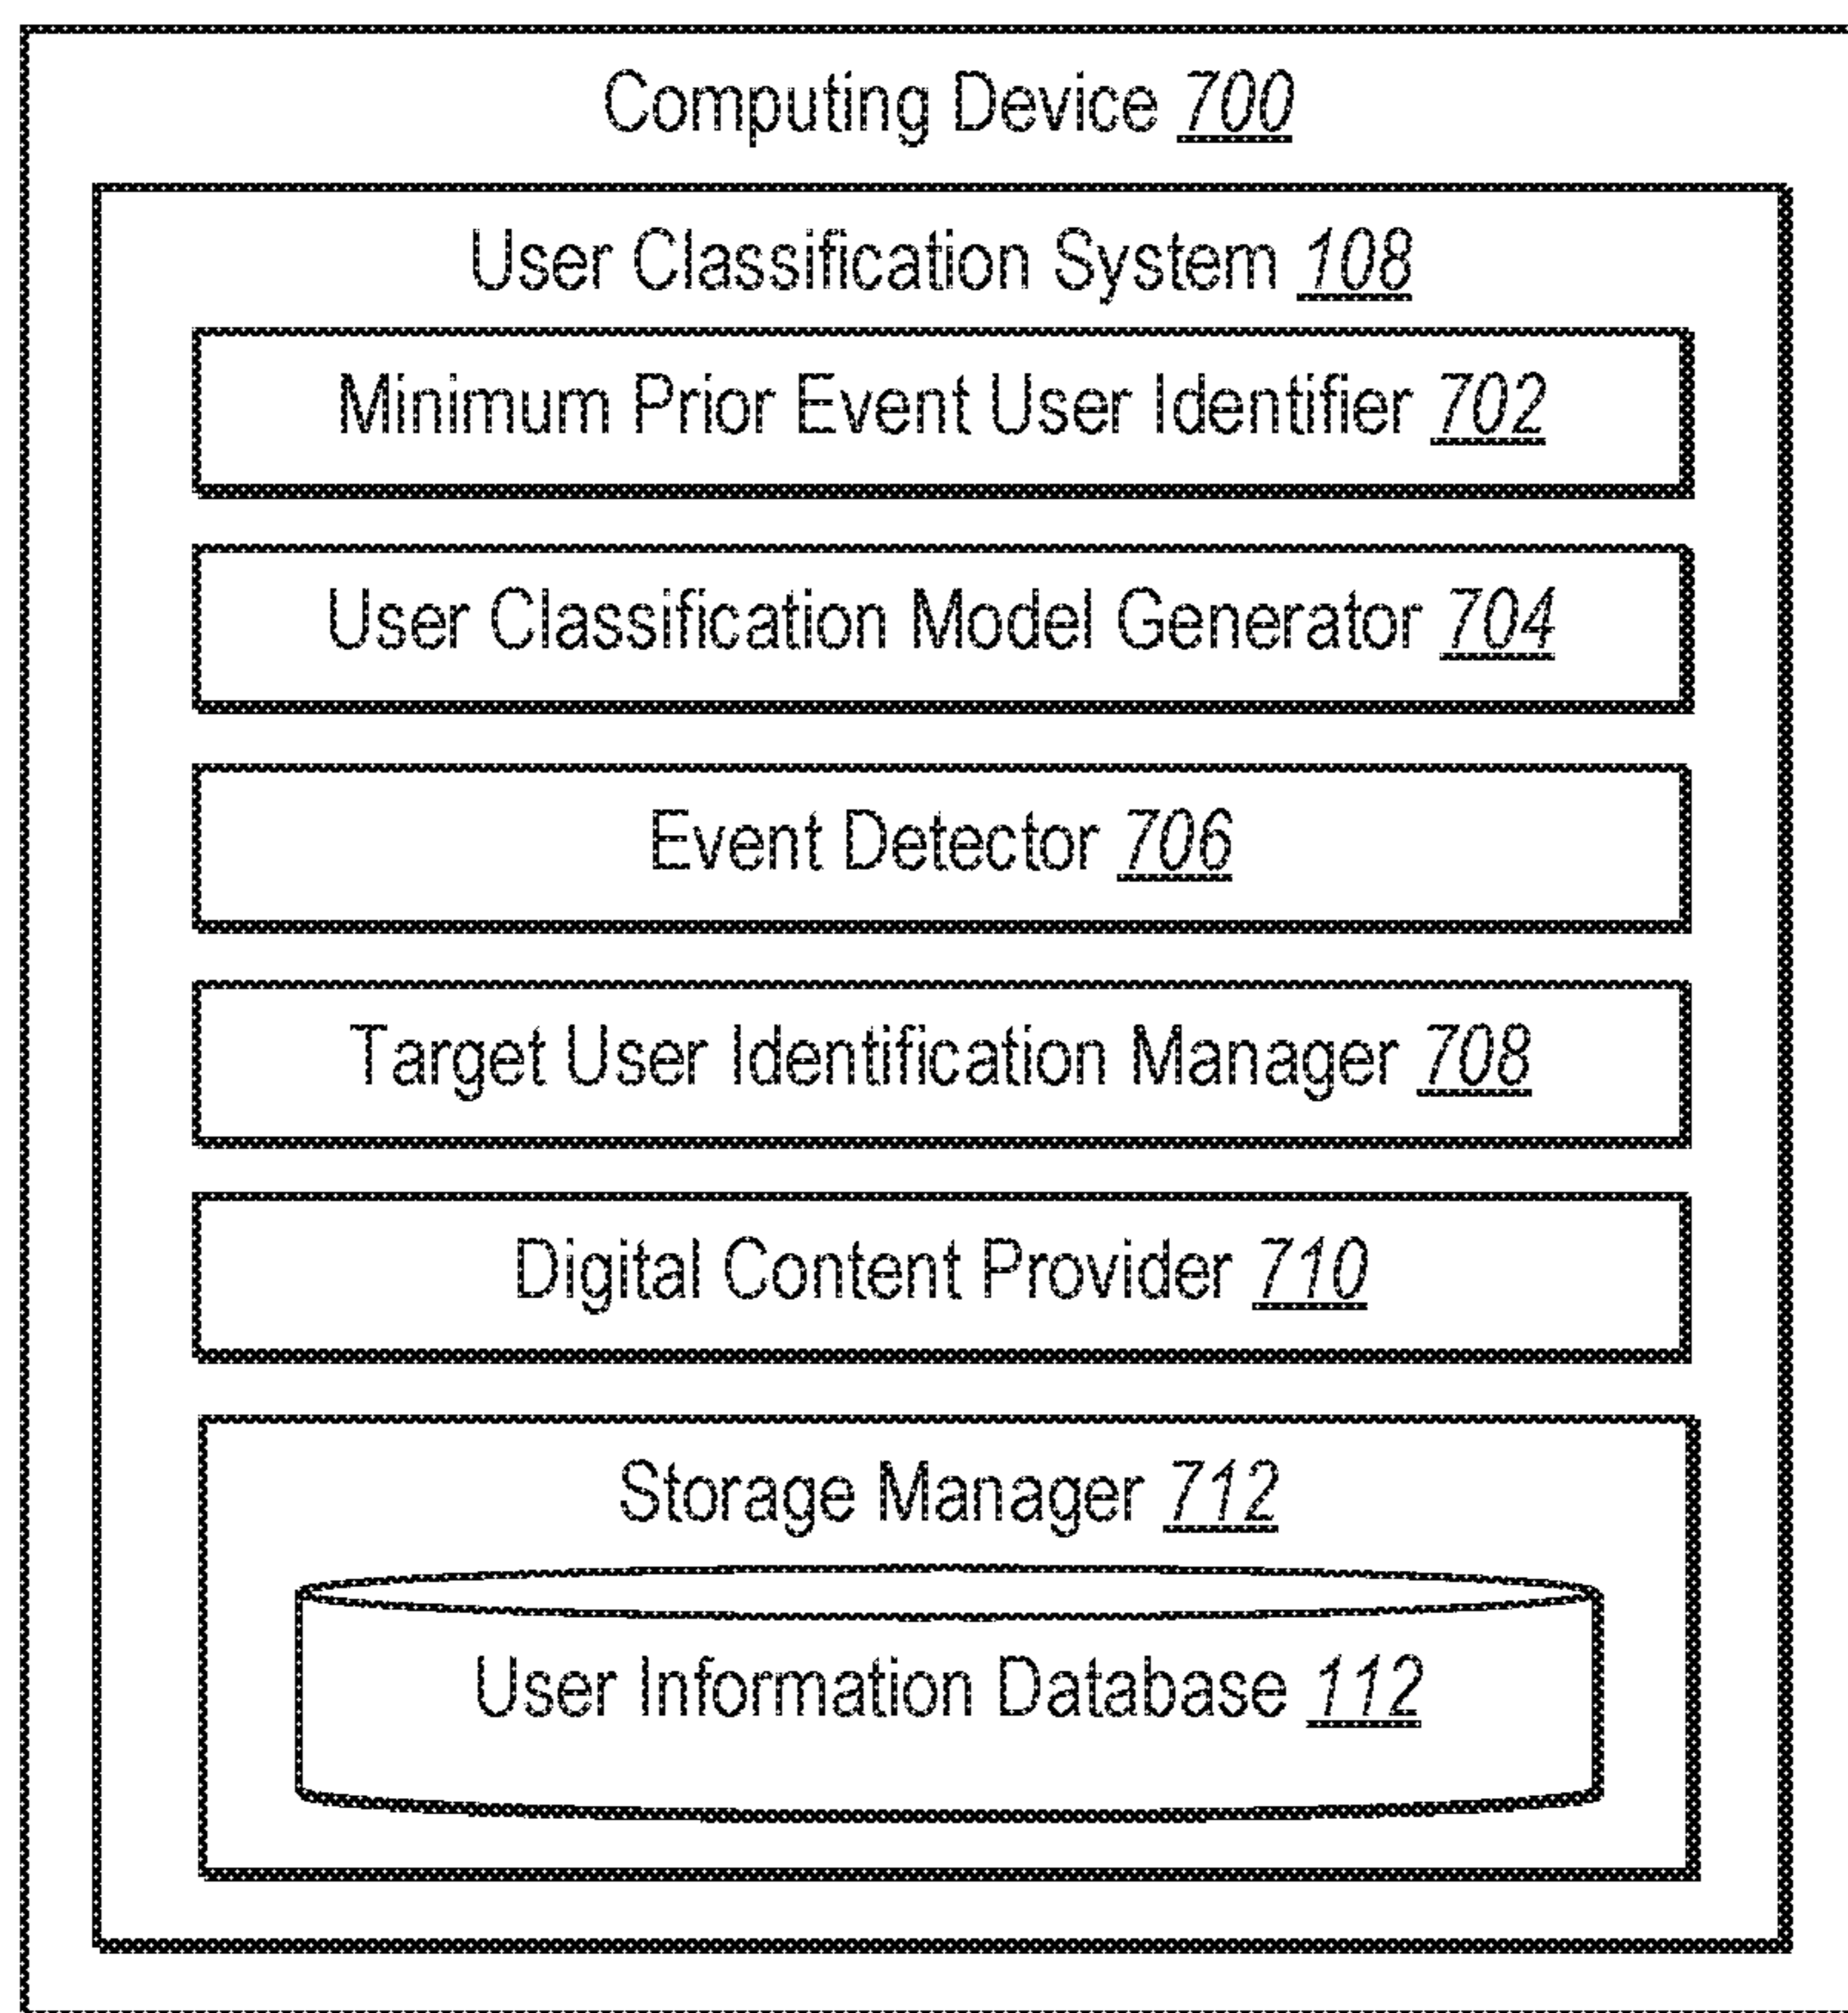 Computing Device 700
User Classification System 108
Minimum Prior Event User Identifier 702
User Classification Model Generator 704
Event Detector 706
Target User Identification Manager 708
Digital Content Provider 710
Storage Manager 712
User Information Database 112